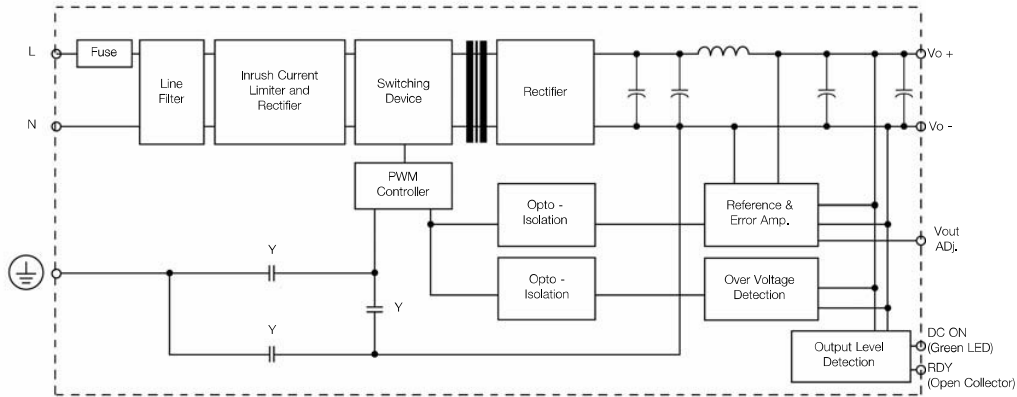 L
Fuse
Line
Filter
Inrush Current
Limiter and
Rectifier
Switching
Device
Rectifier
Vo +
N
Vo -
PWM
Controller
Opto -
Isolation
Reference &
Error Amp.
Vout
ADj.
Y
Opto -
Isolation
Over Voltage
Detection
Y
Y
Output Level
Detection
DC ON
(Green LED)
RDY
(Open Collector)